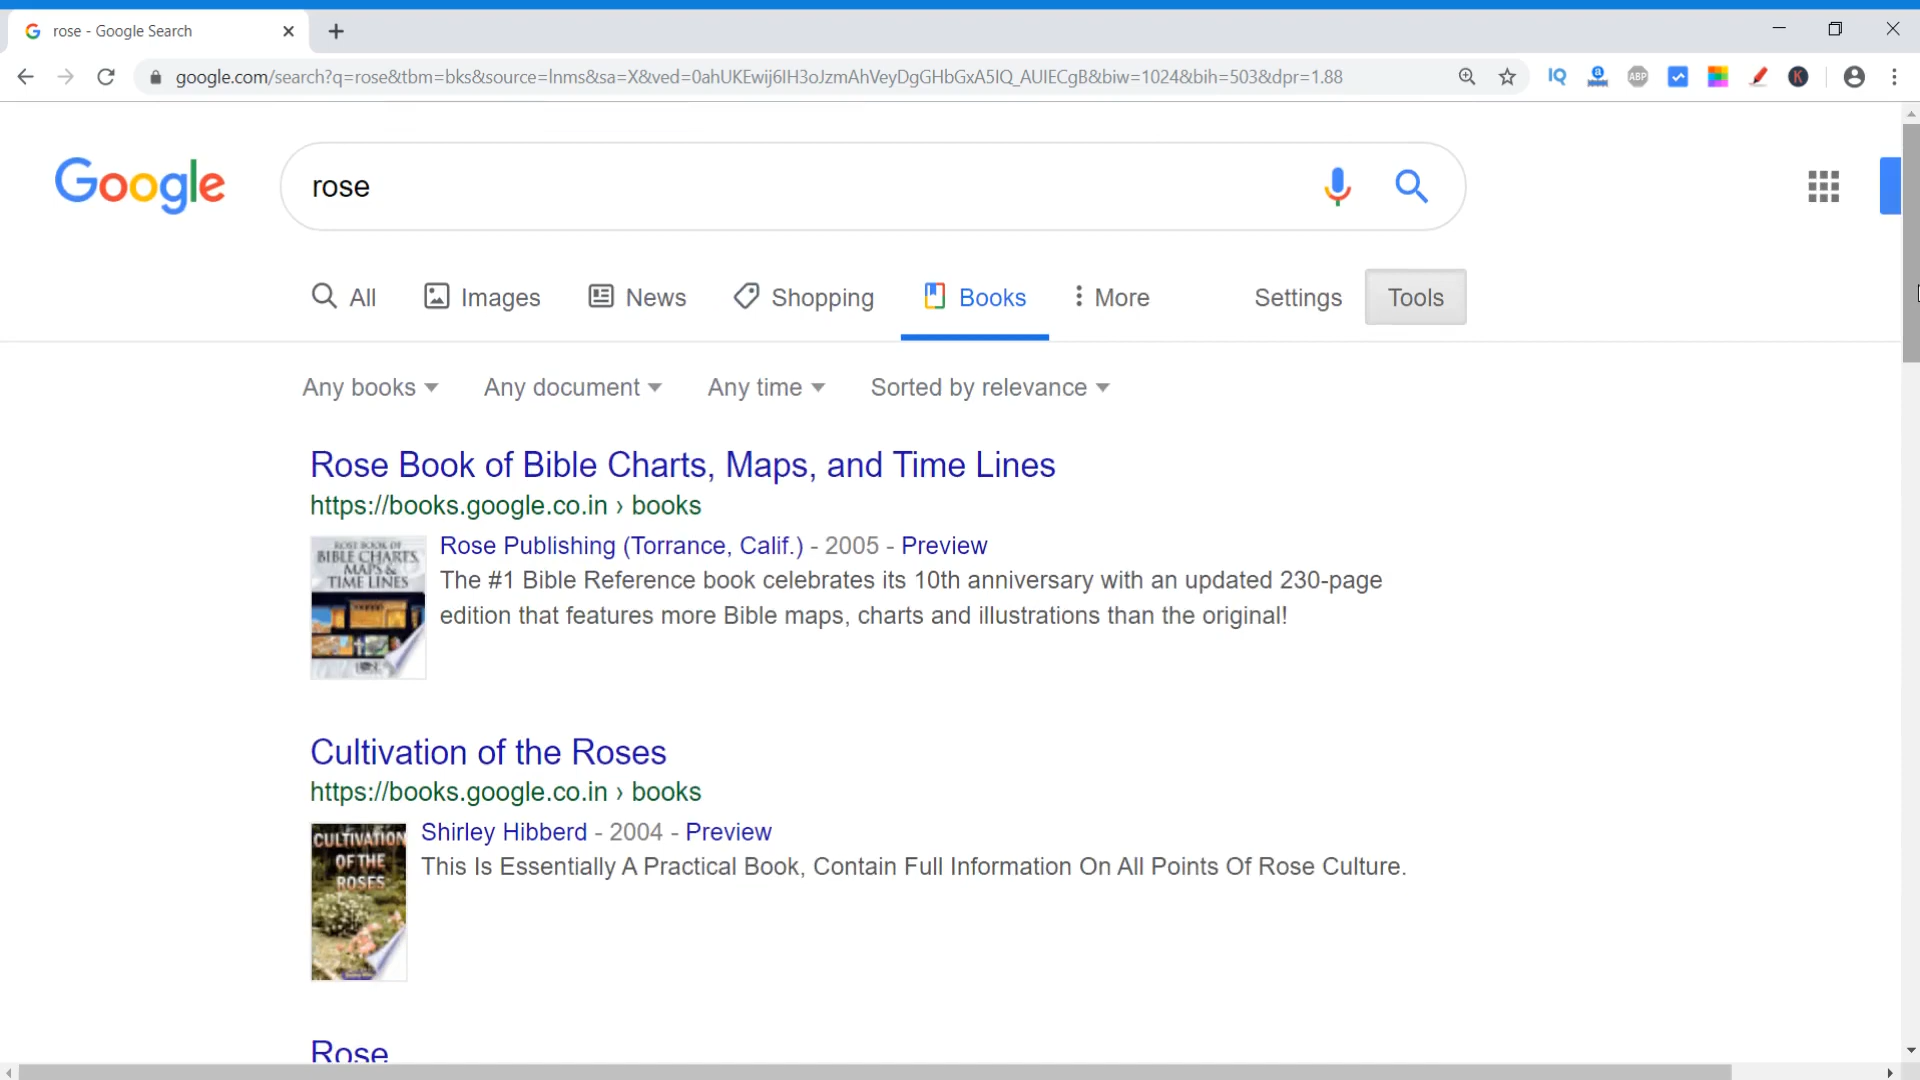 rose - Google Search
google.com/search?q=rose&tbm=bks&source=lnms&sa=X&ved=0ahUKEwij6IH3oJzmAhVeyDgGHbGxA5IQ_AUIECgB&biw=1024&bih=503&dpr=1.88
IQ
ABP
K
Google
rose
All Images News Shopping Books More Settings Tools
Any books Any document Any time Sorted by relevance
Rose Book of Bible Charts, Maps, and Time Lines
https://books.google.co.in › books
ROSE BOOK OF
BIBLE CHARTS
MAPS &
TIME LINES
Rose Publishing (Torrance, Calif.) - 2005 - Preview
The #1 Bible Reference book celebrates its 10th anniversary with an updated 230-page
edition that features more Bible maps, charts and illustrations than the original!
Cultivation of the Roses
https://books.google.co.in › books
CULTIVATION
OF THE
ROSES
Shirley Hibberd - 2004 - Preview
This Is Essentially A Practical Book, Contain Full Information On All Points Of Rose Culture.
Rose